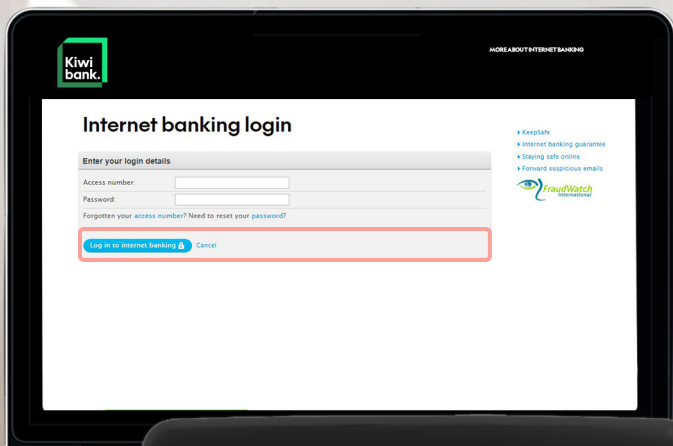 Kiwi
bank.
MORE ABOUT INTERNET BANKING
Internet banking login
Enter your login details
Access number:
Password:
Forgotten your access number? Need to reset your password?
Log in to internet banking
Cancel
KeepSafe
Internet banking guarantee
Staying safe online
Forward suspicious emails
FraudWatch
International